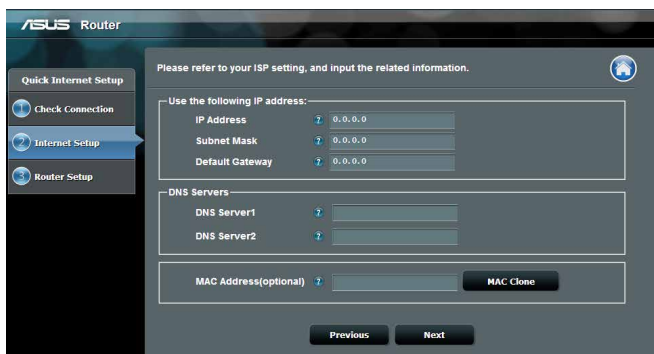 ASUS Router
Quick Internet Setup
1 Check Connection
2 Internet Setup
3 Router Setup
Please refer to your ISP setting, and input the related information.
Use the following IP address:
IP Address ? 0.0.0.0
Subnet Mask ? 0.0.0.0
Default Gateway ? 0.0.0.0
DNS Servers
DNS Server1 ?
DNS Server2 ?
MAC Address(optional) ? MAC Clone
Previous Next